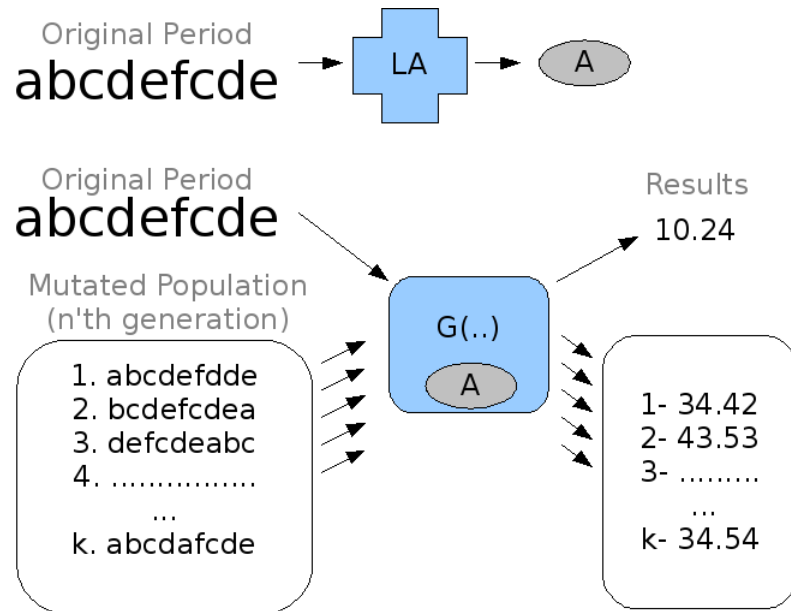 Original Period
abcdefcde
LA
A
Original Period
abcdefcde
Results
10.24
Mutated Population
(n'th generation)
1. abcdefdde
2. bcdefcdea
3. defcdeabc
4. .................
...
k. abcdafcde
G(..)
A
1- 34.42
2- 43.53
3- .........
...
k- 34.54